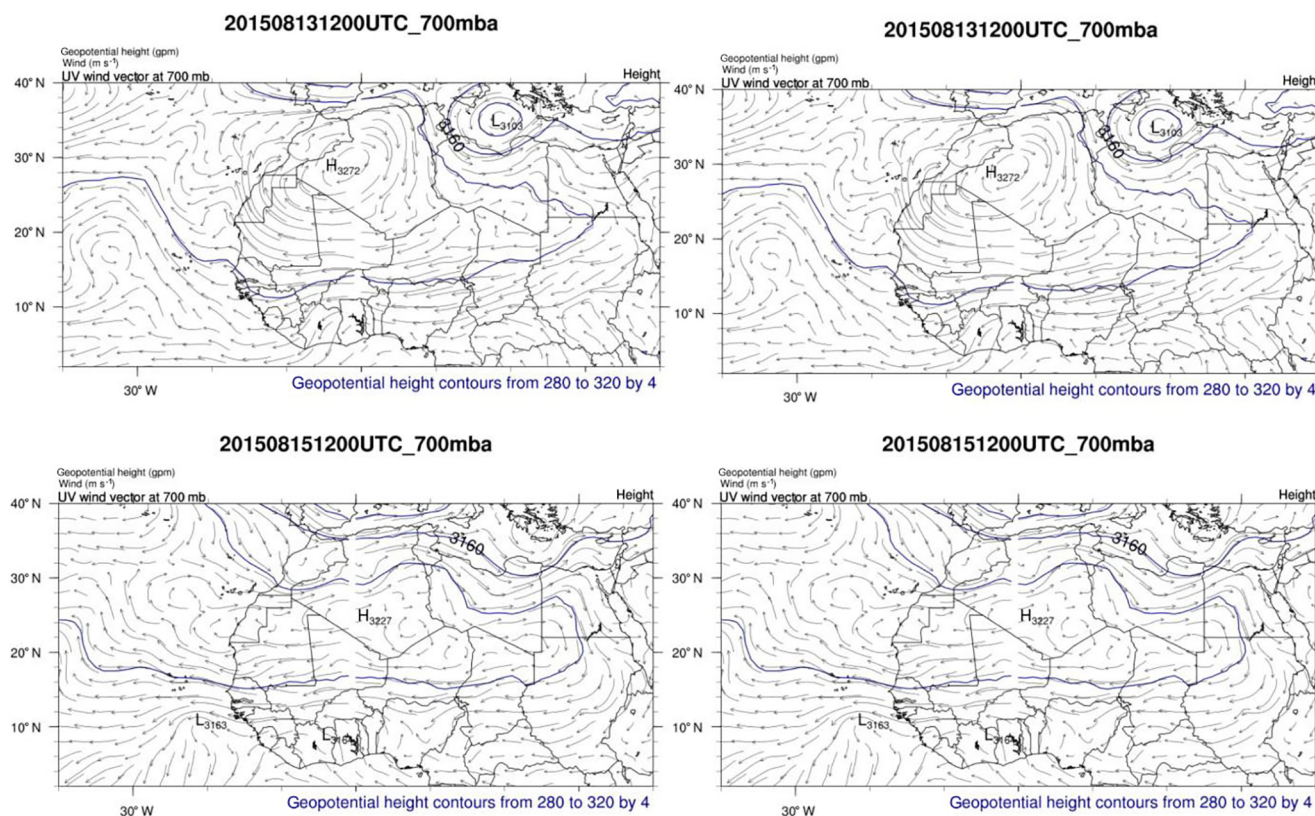 201508131200UTC_700mba
Geopotential height (gpm)
Wind (m s⁻¹)
UV wind vector at 700 mb
Height
40° N
30° N
20° N
10° N
30° W
3160
L3103
H3272
Geopotential height contours from 280 to 320 by 4
201508131200UTC_700mba
Geopotential height (gpm)
Wind (m s⁻¹)
UV wind vector at 700 mb
Height
40° N
30° N
20° N
10° N
30° W
3160
L3103
H3272
Geopotential height contours from 280 to 320 by 4
201508151200UTC_700mba
Geopotential height (gpm)
Wind (m s⁻¹)
UV wind vector at 700 mb
Height
40° N
30° N
20° N
10° N
30° W
3160
H3227
L3163
Geopotential height contours from 280 to 320 by 4
201508151200UTC_700mba
Geopotential height (gpm)
Wind (m s⁻¹)
UV wind vector at 700 mb
Height
40° N
30° N
20° N
10° N
30° W
3160
H3227
L3163
Geopotential height contours from 280 to 320 by 4